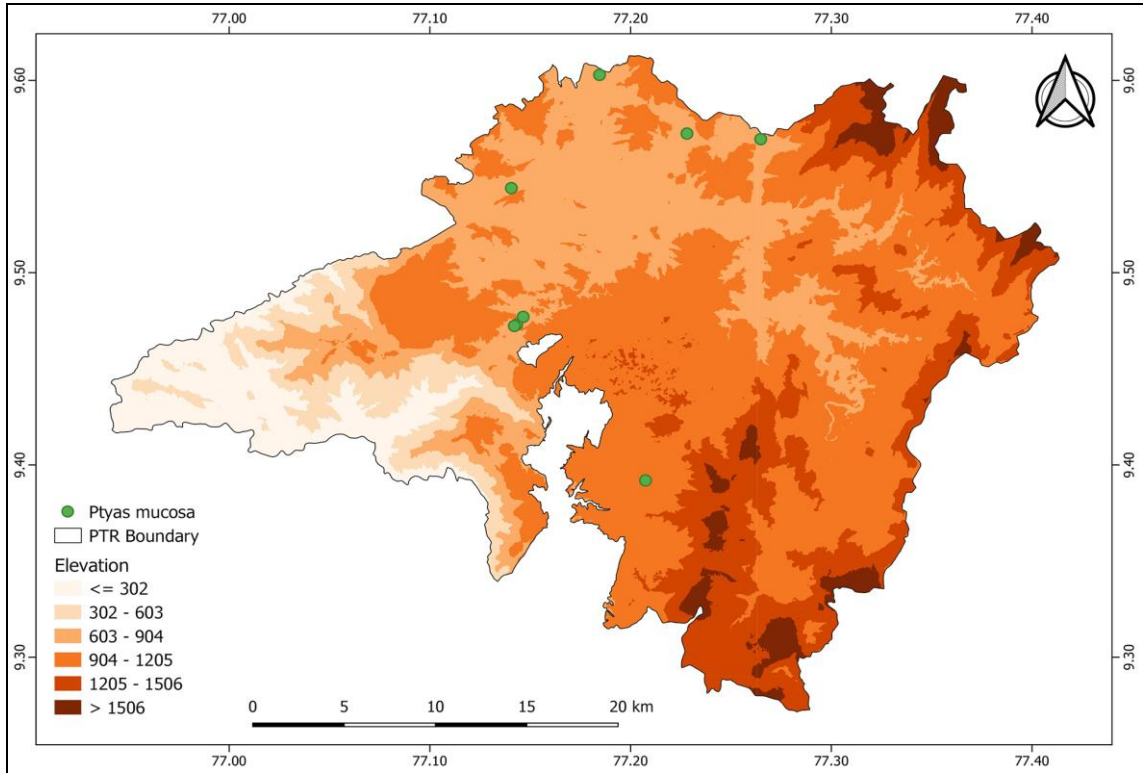 77.00 77.10 77.20 77.30 77.40
9.60 9.60
9.50 9.50
9.40 9.40
9.30 9.30
Ptyas mucosa
PTR Boundary
Elevation
<= 302
302 - 603
603 - 904
904 - 1205
1205 - 1506
> 1506
0 5 10 15 20 km
77.00 77.10 77.20 77.30 77.40